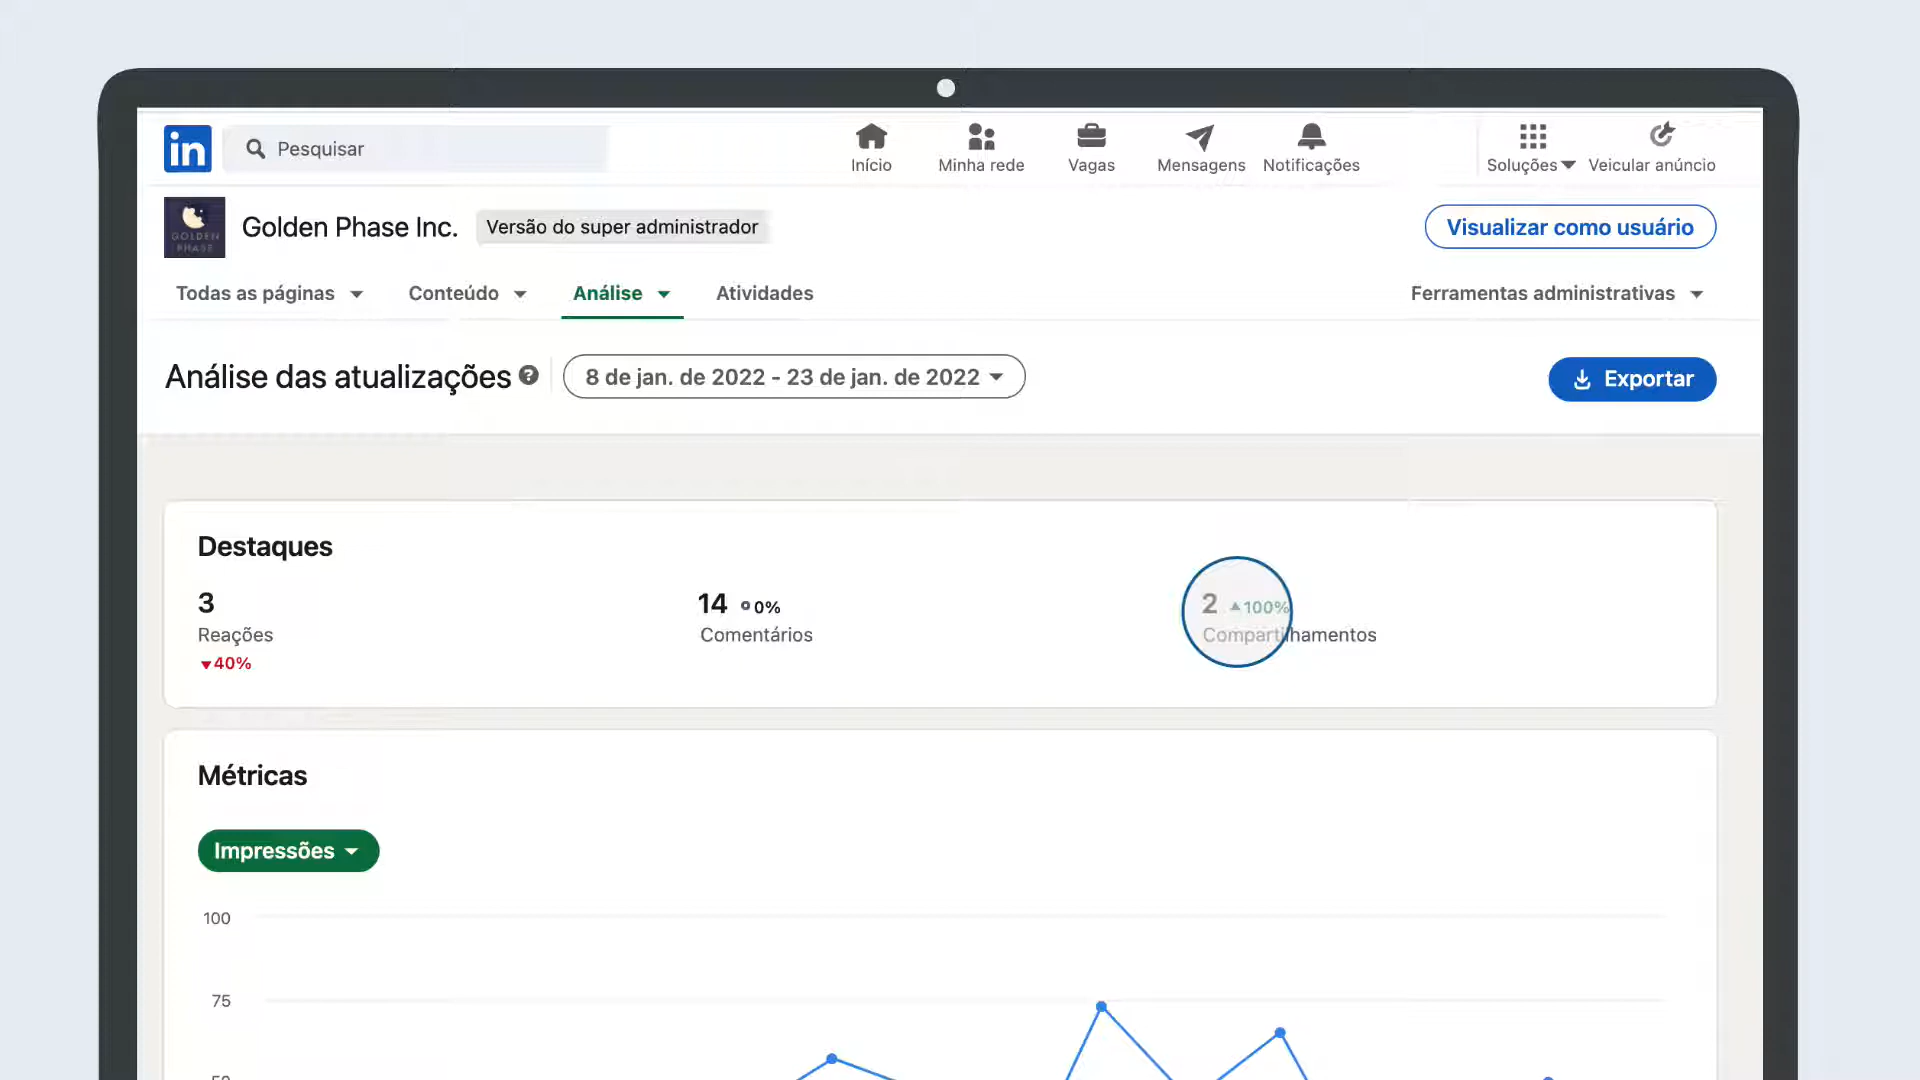 in
Pesquisar
Início
Minha rede
Vagas
Mensagens
Notificações
Soluções
Veicular anúncio
GOLDEN
PHASE
Golden Phase Inc.
Versão do super administrador
Visualizar como usuário
Todas as páginas
Conteúdo
Análise
Atividades
Ferramentas administrativas
Análise das atualizações ?
8 de jan. de 2022 - 23 de jan. de 2022
Exportar
Destaques
3
Reações
▼40%
14 0%
Comentários
2 ▲100%
Compartilhamentos
Métricas
Impressões
100
75